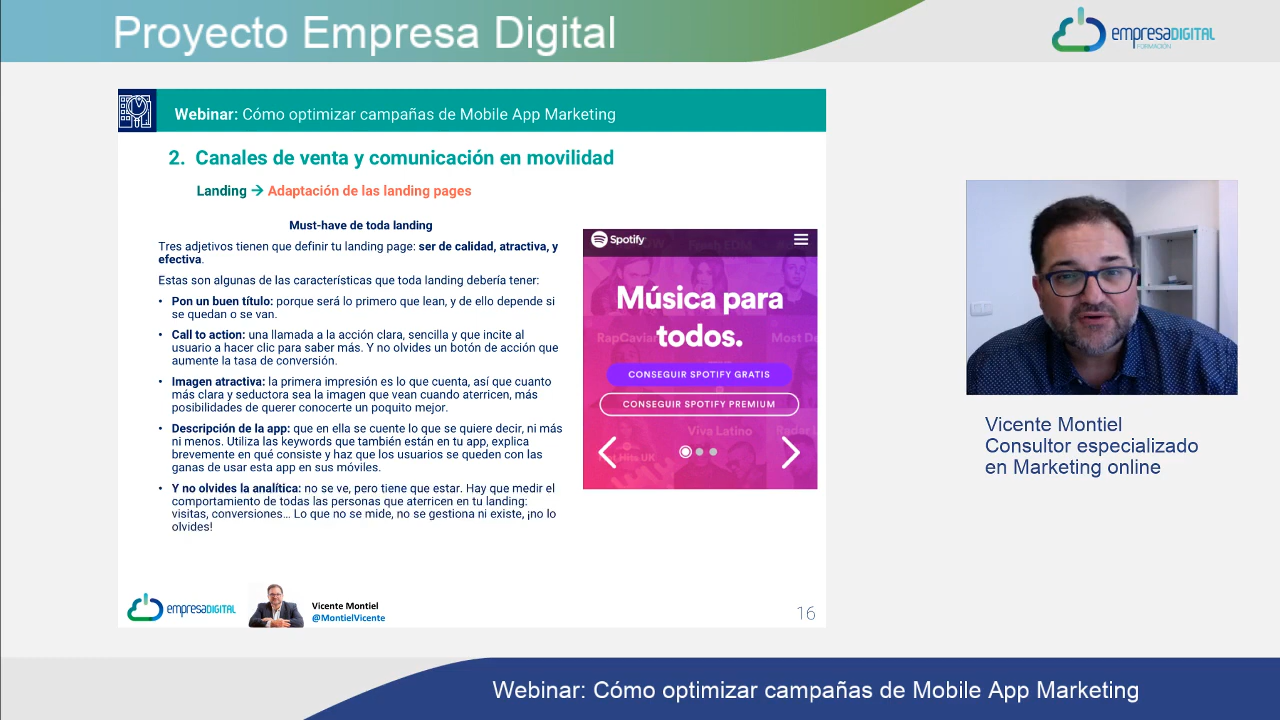 Proyecto Empresa Digital
empresaDIGITAL
FORMACIÓN
Webinar: Cómo optimizar campañas de Mobile App Marketing
2. Canales de venta y comunicación en movilidad
Landing → Adaptación de las landing pages
Must-have de toda landing
Tres adjetivos tienen que definir tu landing page: ser de calidad, atractiva, y
efectiva.
Estas son algunas de las características que toda landing debería tener:
• Pon un buen título: porque será lo primero que lean, y de ello depende si
se quedan o se van.
• Call to action: una llamada a la acción clara, sencilla y que incite al
usuario a hacer clic para saber más. Y no olvides un botón de acción que
aumente la tasa de conversión.
• Imagen atractiva: la primera impresión es lo que cuenta, así que cuanto
más clara y seductora sea la imagen que vean cuando aterricen, más
posibilidades de querer conocerte un poquito mejor.
• Descripción de la app: que en ella se cuente lo que se quiere decir, ni más
ni menos. Utiliza las keywords que también están en tu app, explica
brevemente en qué consiste y haz que los usuarios se queden con las
ganas de usar esta app en sus móviles.
• Y no olvides la analítica: no se ve, pero tiene que estar. Hay que medir el
comportamiento de todas las personas que aterricen en tu landing:
visitas, conversiones... Lo que no se mide, no se gestiona ni existe, ¡no lo
olvides!
Spotify
Fresh EDM
Música para
todos.
RapCaviar
Most Da
CONSEGUIR SPOTIFY GRATIS
CONSEGUIR SPOTIFY PREMIUM
Viva Latino
Hot Hits UK
empresaDIGITAL
Vicente Montiel
@MontielVicente
16
Vicente Montiel
Consultor especializado
en Marketing online
Webinar: Cómo optimizar campañas de Mobile App Marketing